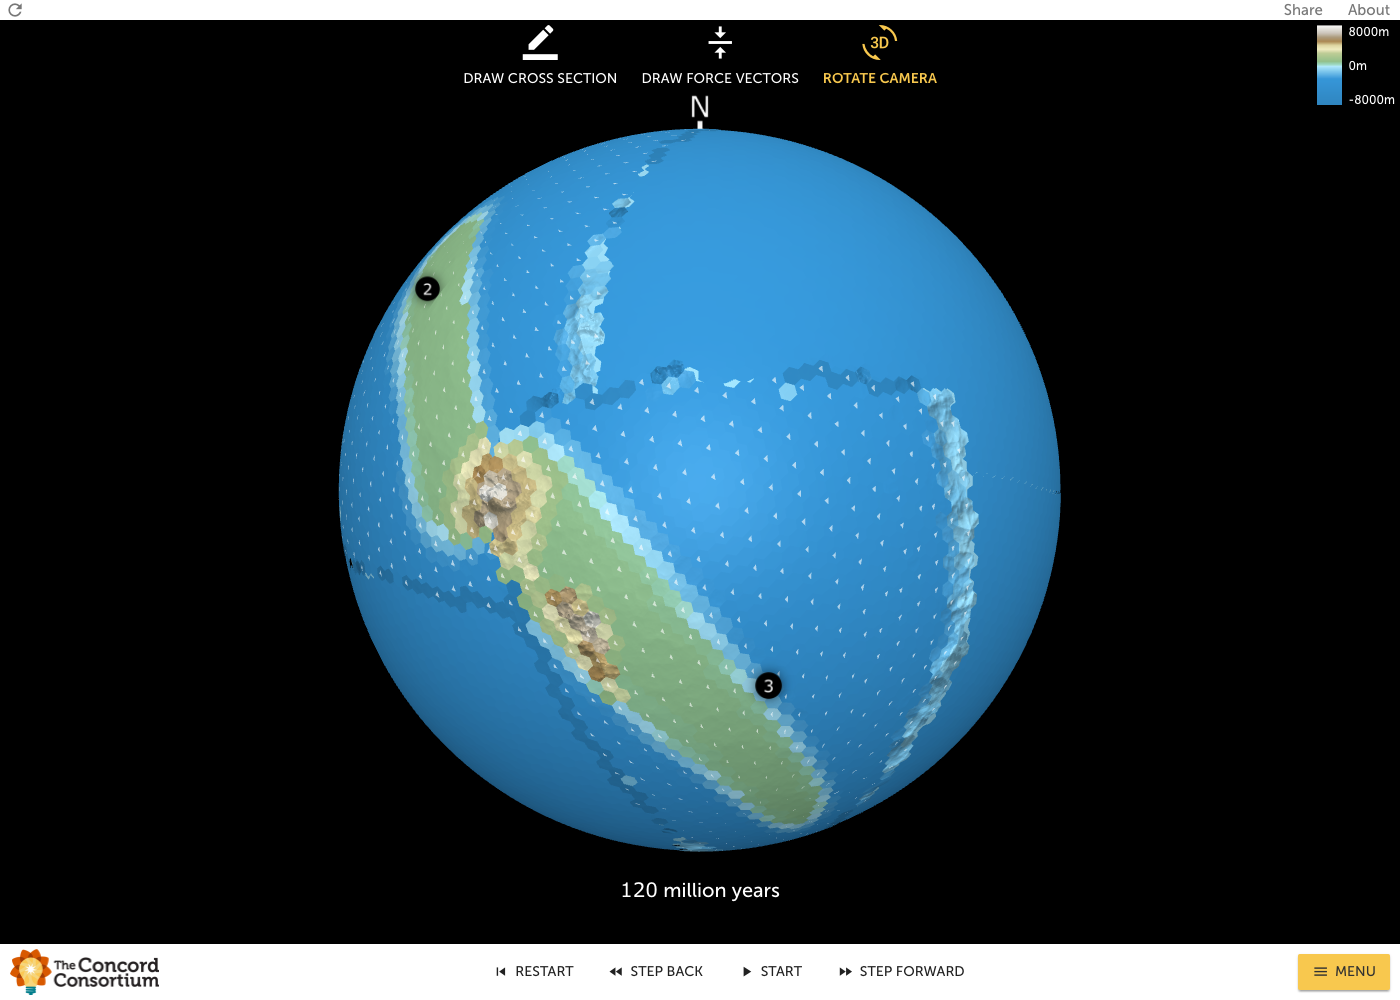 Share About
8000m
0m
-8000m
3D
DRAW CROSS SECTION DRAW FORCE VECTORS ROTATE CAMERA
N
2
3
120 million years
The Concord
Consortium
RESTART STEP BACK START STEP FORWARD MENU